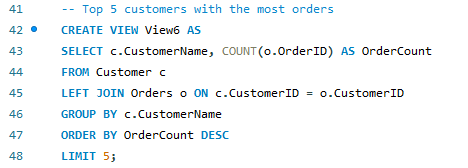 41 -- Top 5 customers with the most orders
42 CREATE VIEW View6 AS
43 SELECT c.CustomerName, COUNT(o.OrderID) AS OrderCount
44 FROM Customer c
45 LEFT JOIN Orders o ON c.CustomerID = o.CustomerID
46 GROUP BY c.CustomerName
47 ORDER BY OrderCount DESC
48 LIMIT 5;